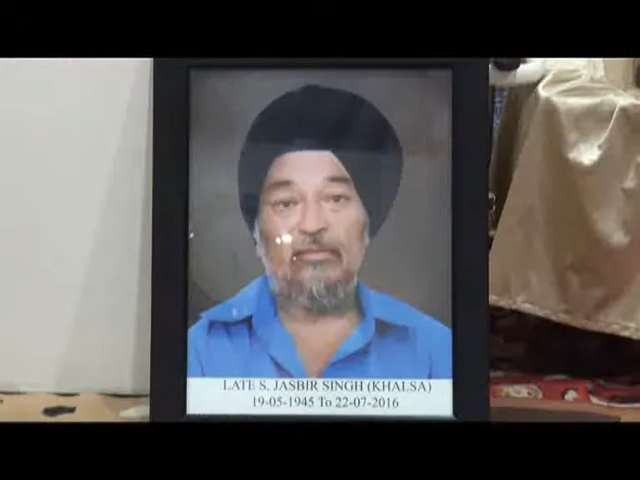 LATE S. JASBIR SINGH (KHALSA)
19-05-1945 To 22-07-2016